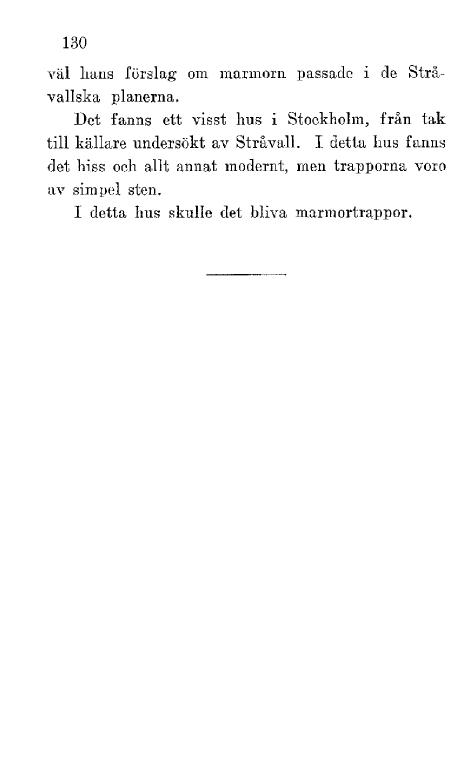 130
väl hans förslag om marmorn passade i de Strå-
vallska planerna.
Det fanns ett visst hus i Stockholm, från tak
till källare undersökt av Stråvall. I detta hus fanns
det hiss och allt annat modernt, men trapporna voro
av simpel sten.
I detta hus skulle det bliva marmortrappor.